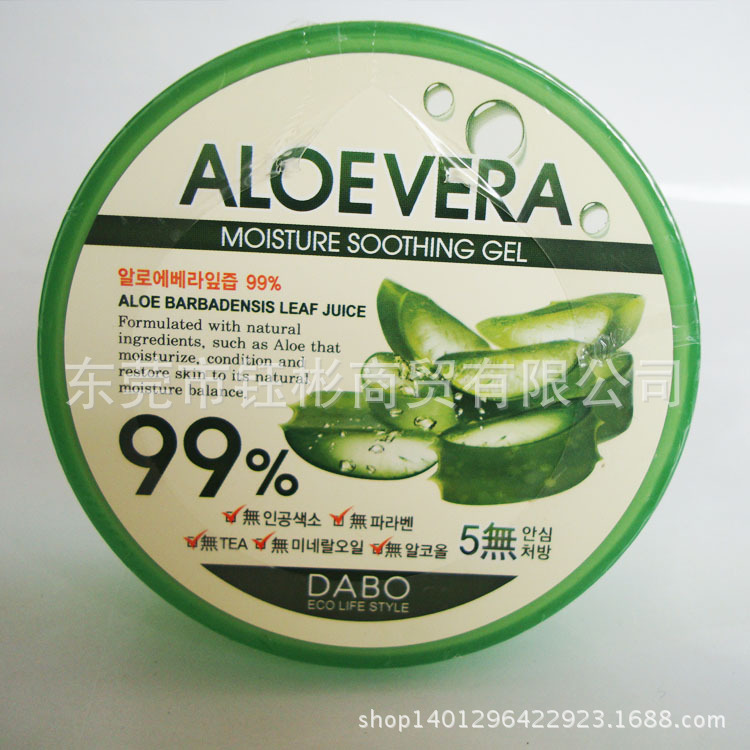 ALOEVERA
MOISTURE SOOTHING GEL
알로에베라잎즙 99%
ALOE BARBADENSIS LEAF JUICE
Formulated with natural
ingredients, such as Aloe that
moisturize, condition and
restore skin to its natural
moisture balance
东莞市钰彬商贸有限公司
99%
無 인공색소 無 파라벤
無 TEA 無 미네랄오일 無 알코올
5無 안심
처방
DABO
ECO LIFE STYLE
shop1401296422923.1688.com